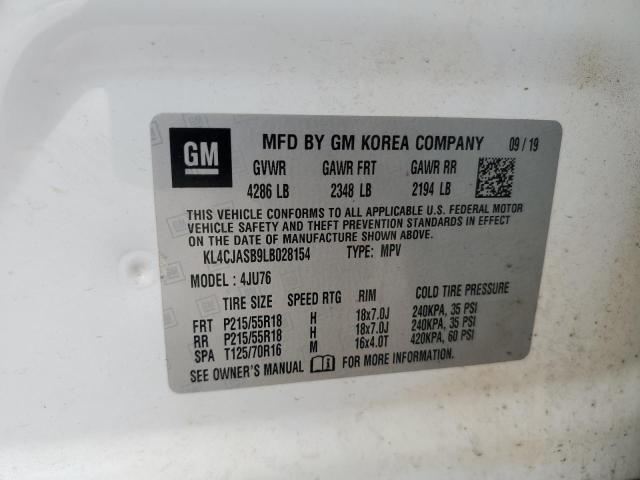 GM MFD BY GM KOREA COMPANY 09/19
GVWR GAWR FRT GAWR RR
4286 LB 2348 LB 2194 LB
THIS VEHICLE CONFORMS TO ALL APPLICABLE U.S. FEDERAL MOTOR
VEHICLE SAFETY AND THEFT PREVENTION STANDARDS IN EFFECT
ON THE DATE OF MANUFACTURE SHOWN ABOVE.
KL4CJASB9LB028154 TYPE: MPV
MODEL: 4JU76
TIRE SIZE SPEED RTG RIM COLD TIRE PRESSURE
FRT P215/55R18 H 18x7.0J 240KPA, 35 PSI
RR P215/55R18 H 18x7.0J 240KPA, 35 PSI
SPA T125/70R16 M 16x4.0T 420KPA, 60 PSI
SEE OWNER'S MANUAL FOR MORE INFORMATION